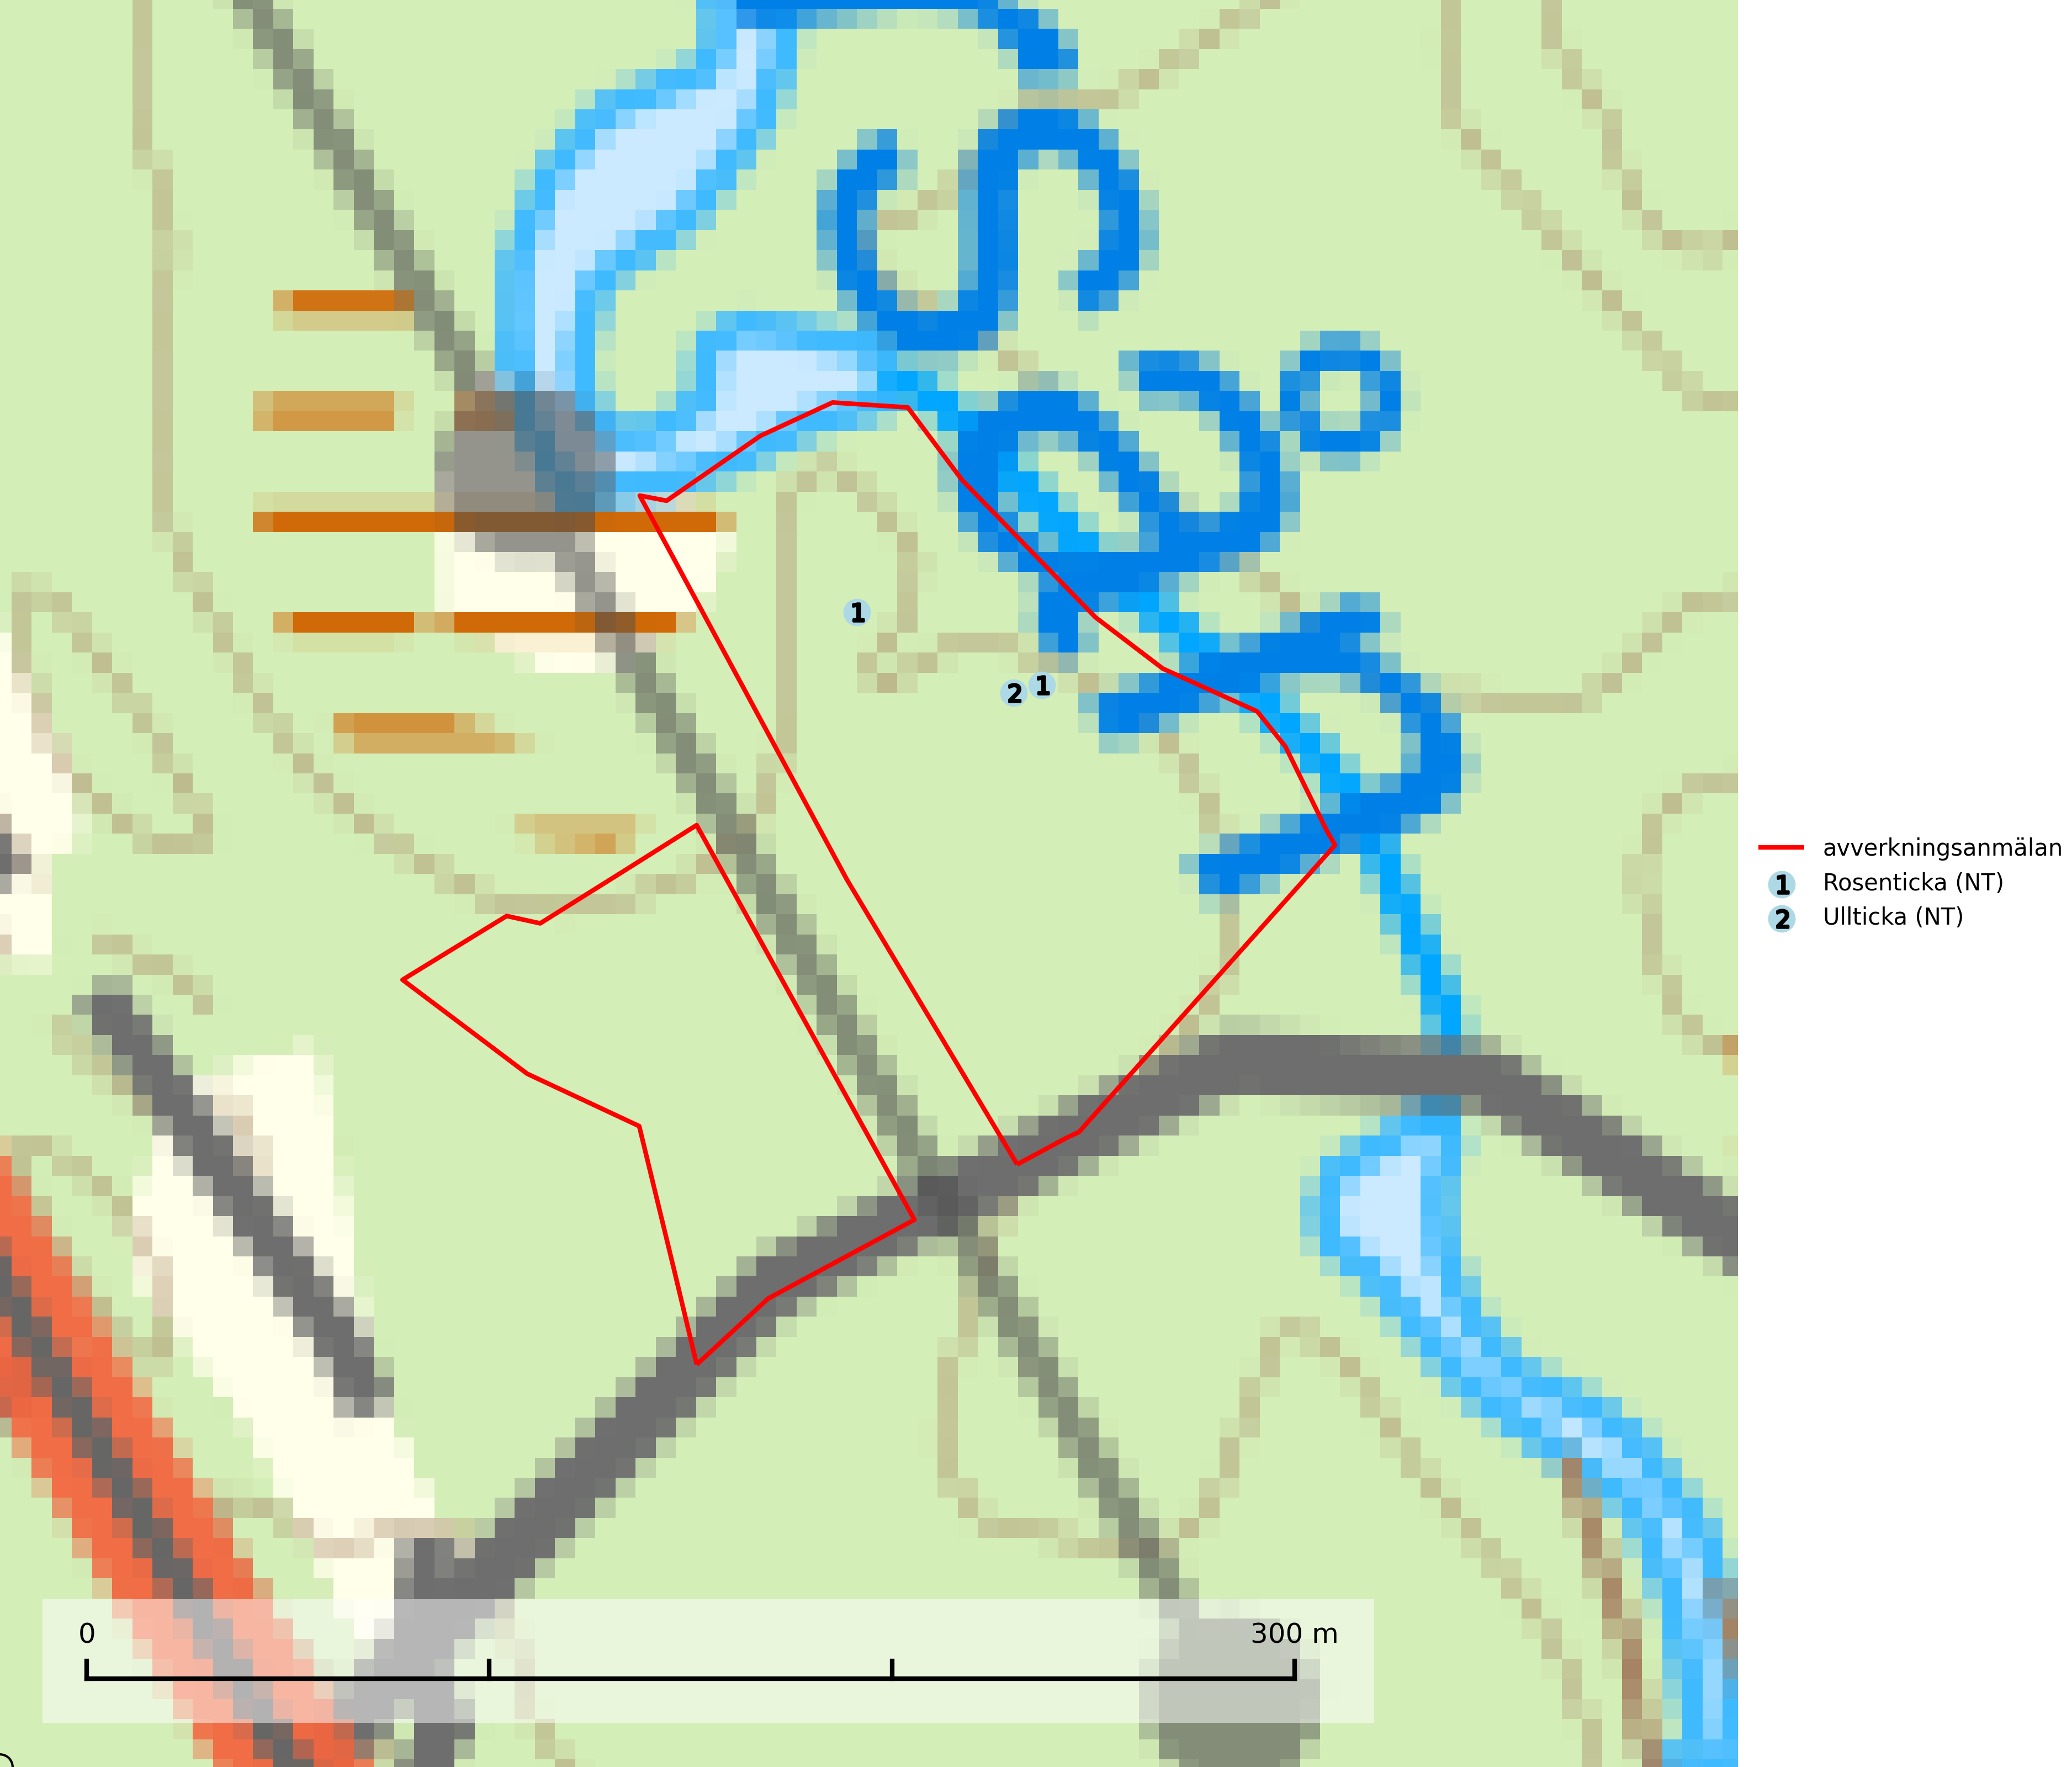 1
2 1
avverkningsanmälan
1 Rosenticka (NT)
2 Ullticka (NT)
0 300 m